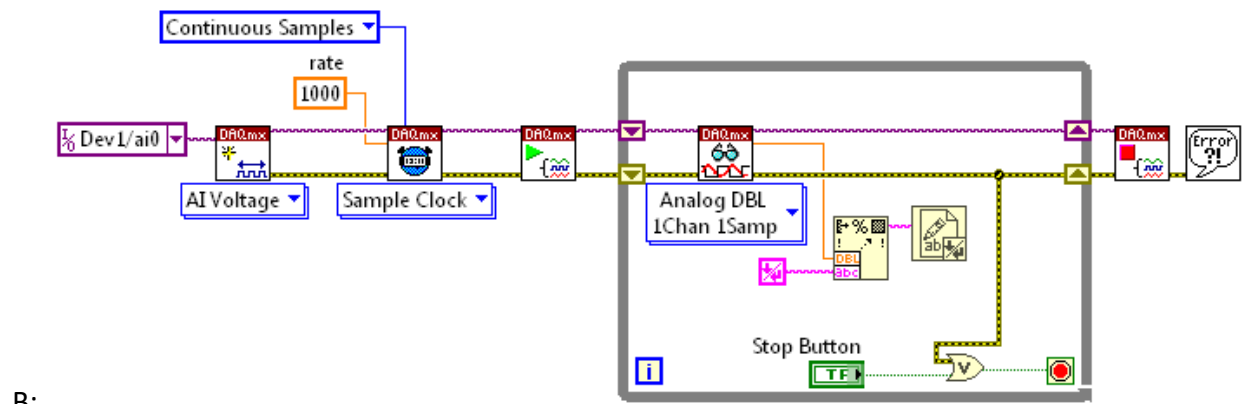 Continuous Samples
rate
1000
Dev1/ai0
DAQmx
DAQmx
DAQmx
DAQmx
DAQmx
Error
?!
AI Voltage
Sample Clock
Analog DBL
1Chan 1Samp
%
ab
DBL
abc
Stop Button
TF
V
i
B: